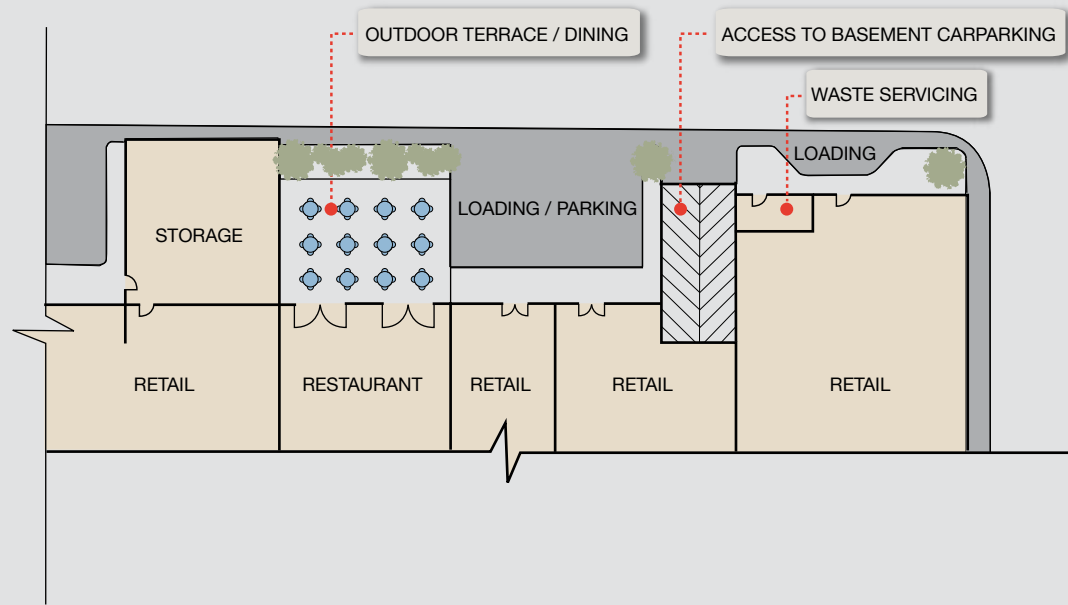 OUTDOOR TERRACE / DINING
ACCESS TO BASEMENT CARPARKING
WASTE SERVICING
LOADING
LOADING / PARKING
STORAGE
RETAIL
RESTAURANT
RETAIL
RETAIL
RETAIL